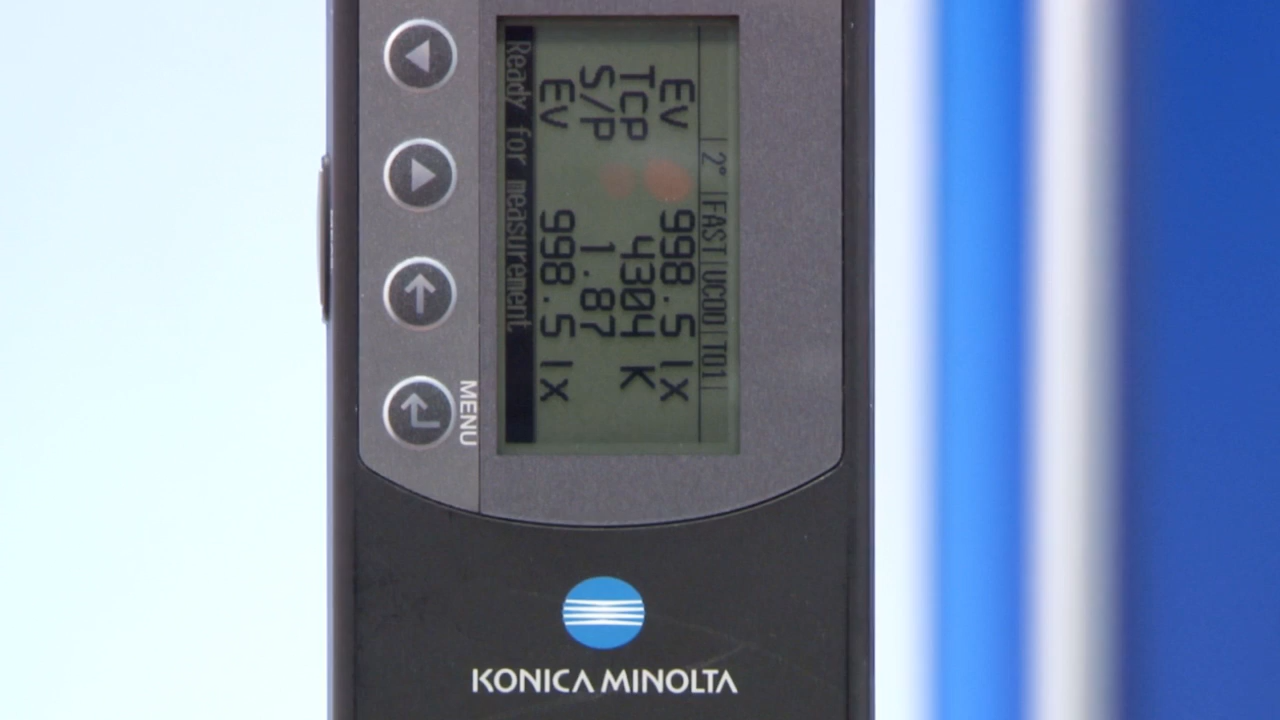 2° FAST UC00 T01
Ev 998.5 lx
Tcp 4304 K
S/P 1.87
Ev 998.5 lx
Ready for measurement
MENU
KONICA MINOLTA